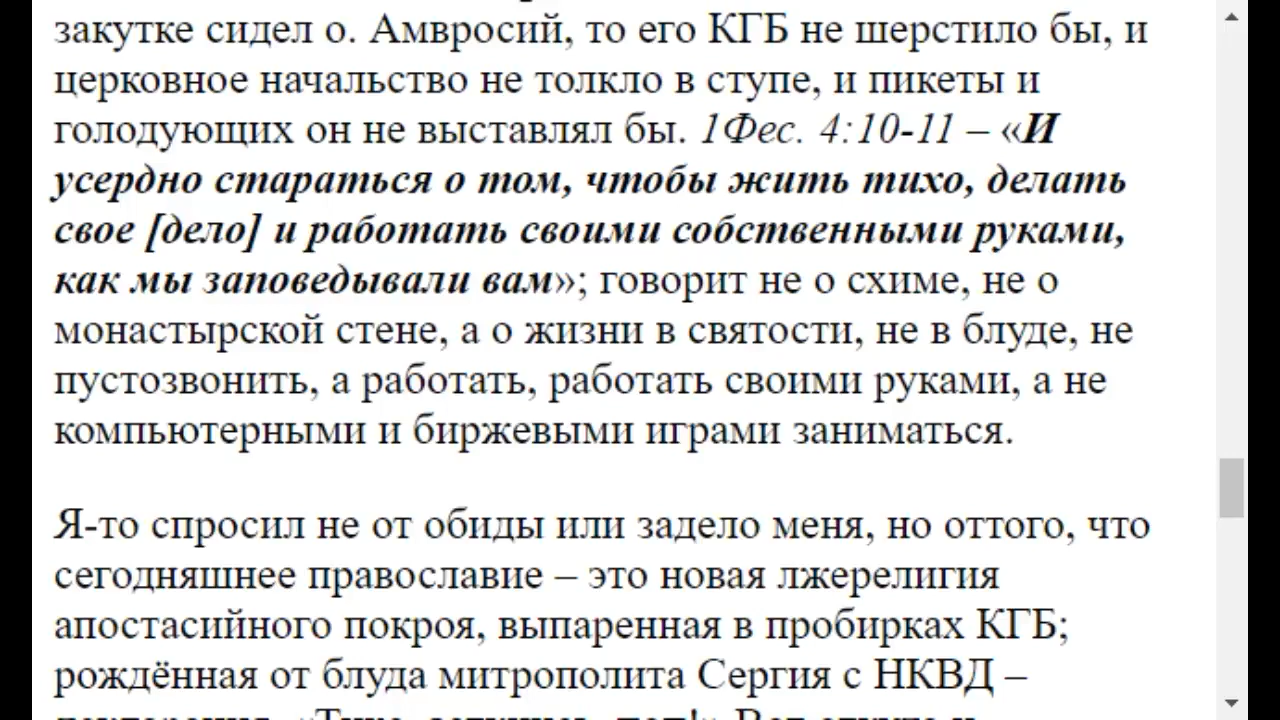 закутке сидел о. Амвросий, то его КГБ не шерстило бы, и
церковное начальство не толкло в ступе, и пикеты и
голодующих он не выставлял бы. 1Фес. 4:10-11 – «И
усердно стараться о том, чтобы жить тихо, делать
свое [дело] и работать своими собственными руками,
как мы заповедывали вам»; говорит не о схиме, не о
монастырской стене, а о жизни в святости, не в блуде, не
пустозвонить, а работать, работать своими руками, а не
компьютерными и биржевыми играми заниматься.
Я-то спросил не от обиды или задело меня, но оттого, что
сегодняшнее православие – это новая лжерелигия
апостасийного покроя, выпаренная в пробирках КГБ;
рождённая от блуда митрополита Сергия с НКВД –